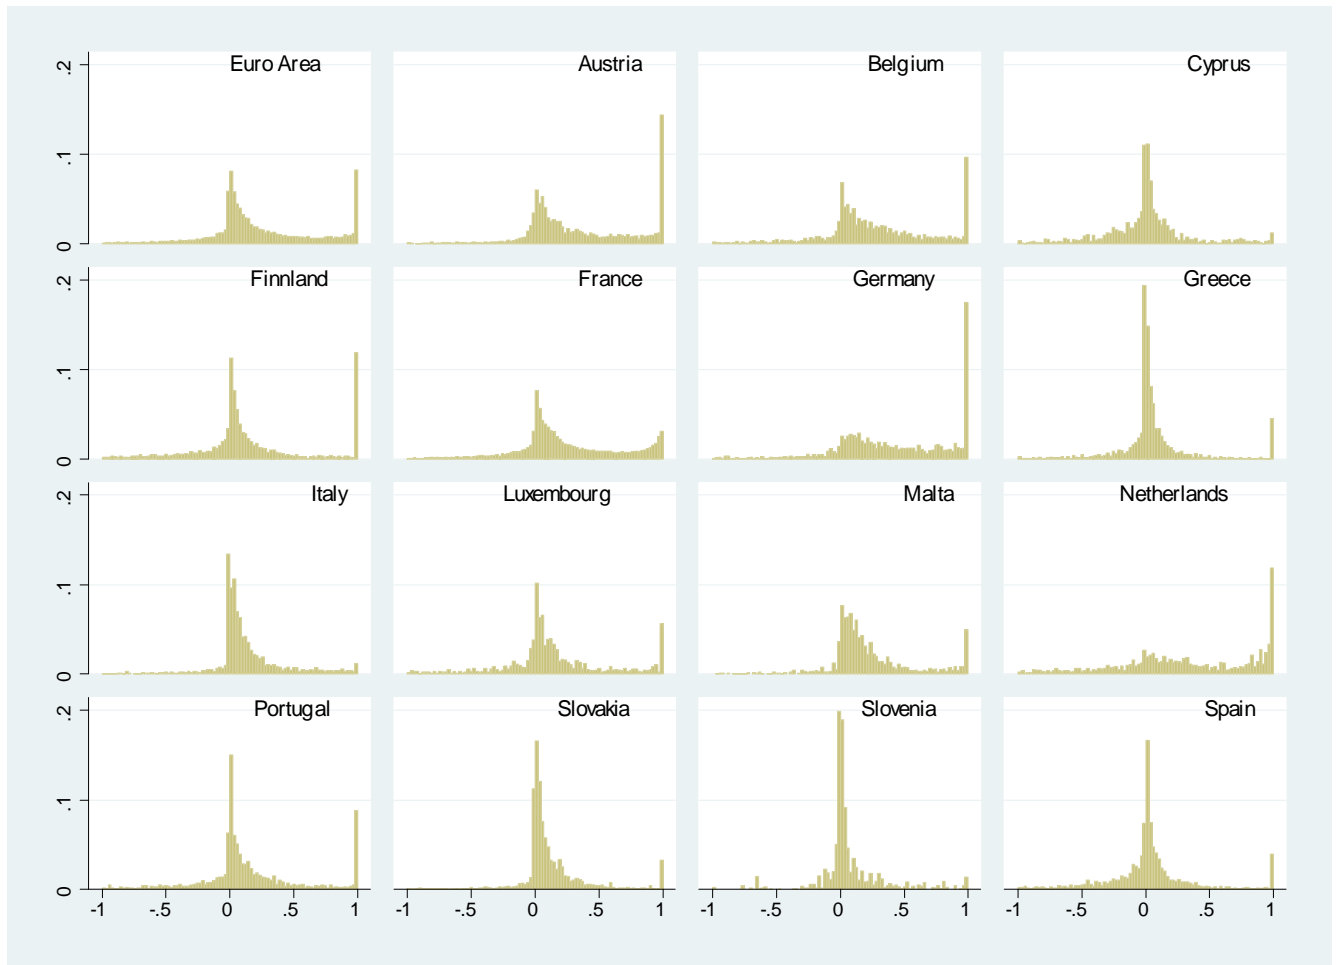 Euro Area Austria Belgium Cyprus
.2
.1
0
Finnland France Germany Greece
.2
.1
0
Italy Luxembourg Malta Netherlands
.2
.1
0
Portugal Slovakia Slovenia Spain
.2
.1
0
-1 -.5 0 .5 1 -1 -.5 0 .5 1 -1 -.5 0 .5 1 -1 -.5 0 .5 1